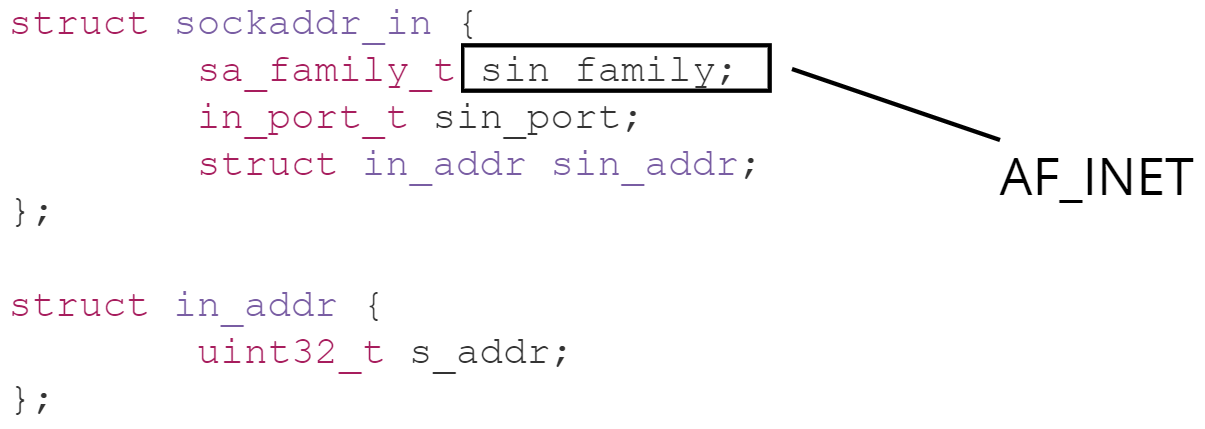 struct sockaddr_in {
sa_family_t sin_family;
in_port_t sin_port;
struct in_addr sin_addr;
};
AF_INET
struct in_addr {
uint32_t s_addr;
};